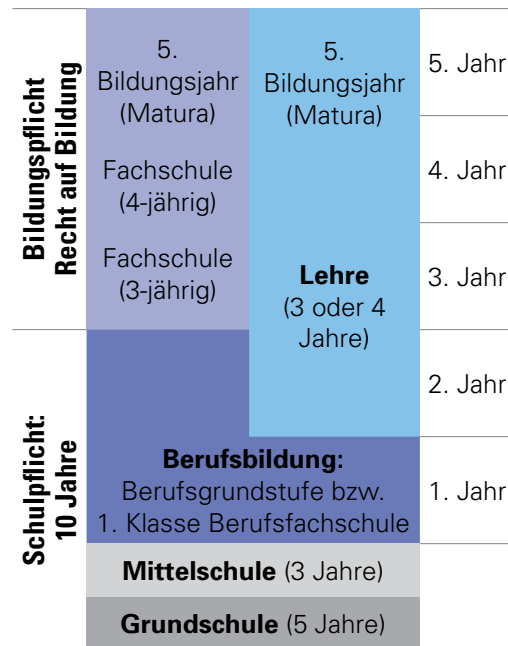 Bildungspflicht
Recht auf Bildung
5.
Bildungsjahr
(Matura)
5.
Bildungsjahr
(Matura)
5. Jahr
Fachschule
(4-jährig)
4. Jahr
Fachschule
(3-jährig)
Lehre
(3 oder 4
Jahre)
3. Jahr
2. Jahr
Schulpflicht:
10 Jahre
Berufsbildung:
Berufsgrundstufe bzw.
1. Klasse Berufsfachschule
1. Jahr
Mittelschule (3 Jahre)
Grundschule (5 Jahre)